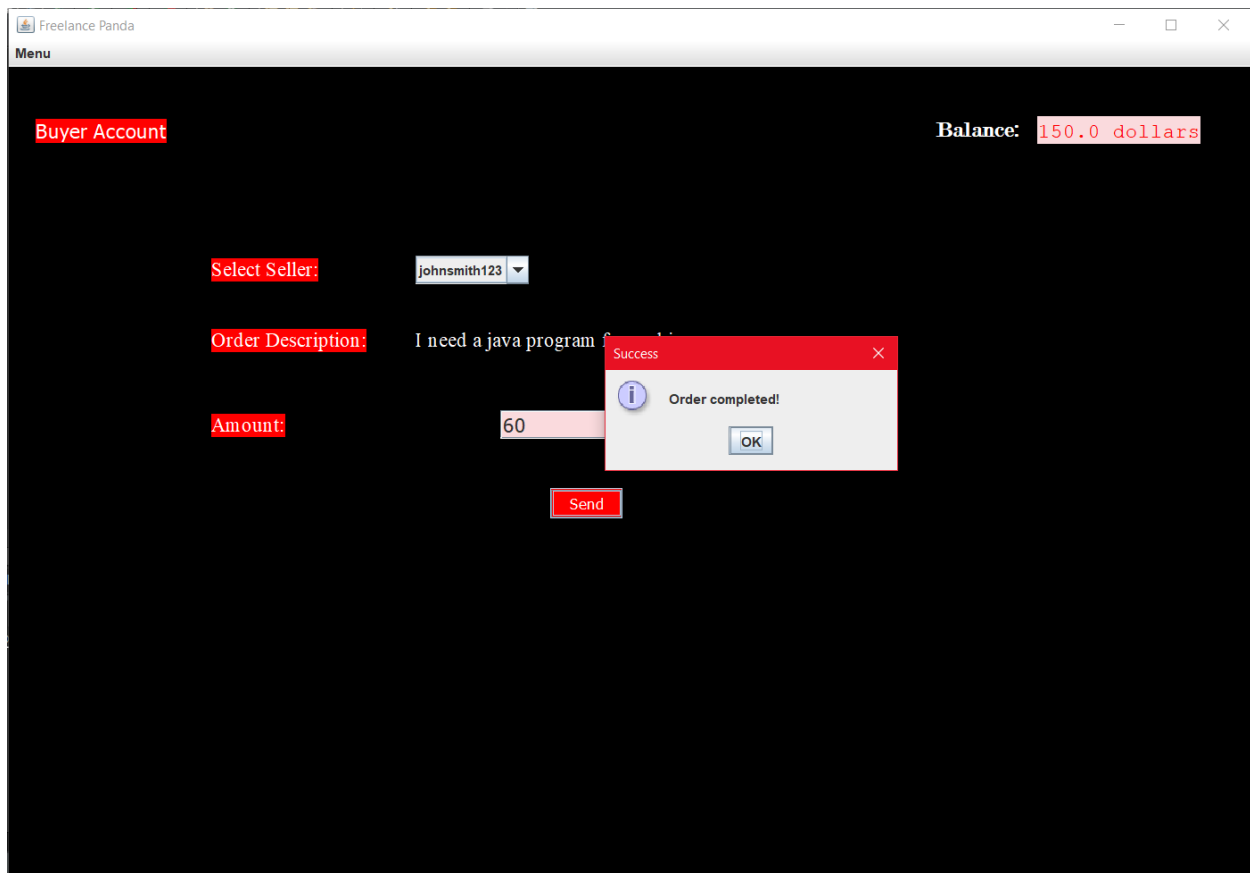 Freelance Panda
Menu
Buyer Account
Balance: 150.0 dollars
Select Seller: johnsmith123
Order Description: I need a java program
Success
Order completed!
OK
Amount: 60
Send